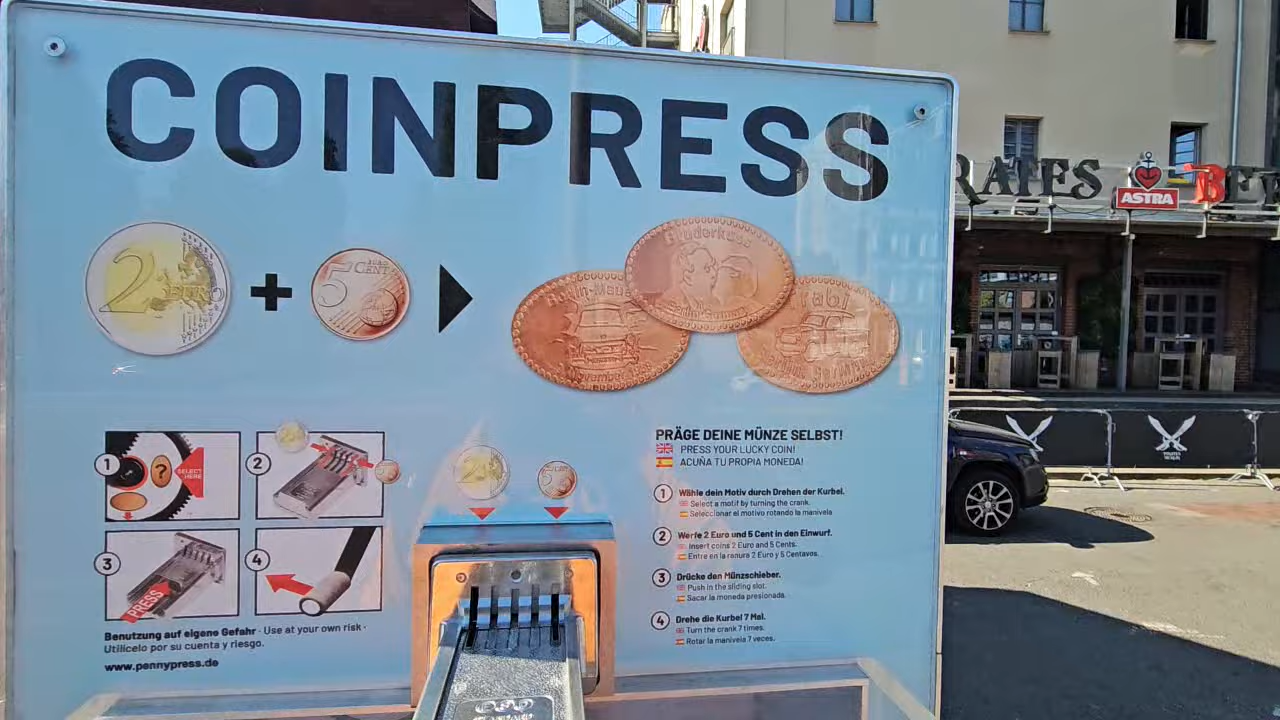 COINPRESS
2 EURO
5 EURO CENT
Bruderkuss
Trabi
RATES BE
ASTRA
PRÄGE DEINE MÜNZE SELBST!
PRESS YOUR LUCKY COIN!
ACUÑA TU PROPIA MONEDA!
1 SELECT HERE
2
3 PRESS
4
1 Wähle dein Motiv durch Drehen der Kurbel.
Select a motif by turning the crank.
Seleccionar el motivo rotando la manivela
2 Werfe 2 Euro und 5 Cent in den Einwurf.
Insert coins 2 Euro and 5 Cents.
Entre en la ranura 2 Euro y 5 Centavos.
3 Drücke den Münzschieber.
Push in the sliding slot.
Sacar la moneda presionada.
4 Drehe die Kurbel 7 Mal.
Turn the crank 7 times.
Rotar la manivela 7 veces.
Benutzung auf eigene Gefahr · Use at your own risk ·
Utilícelo por su cuenta y riesgo.
www.pennypress.de